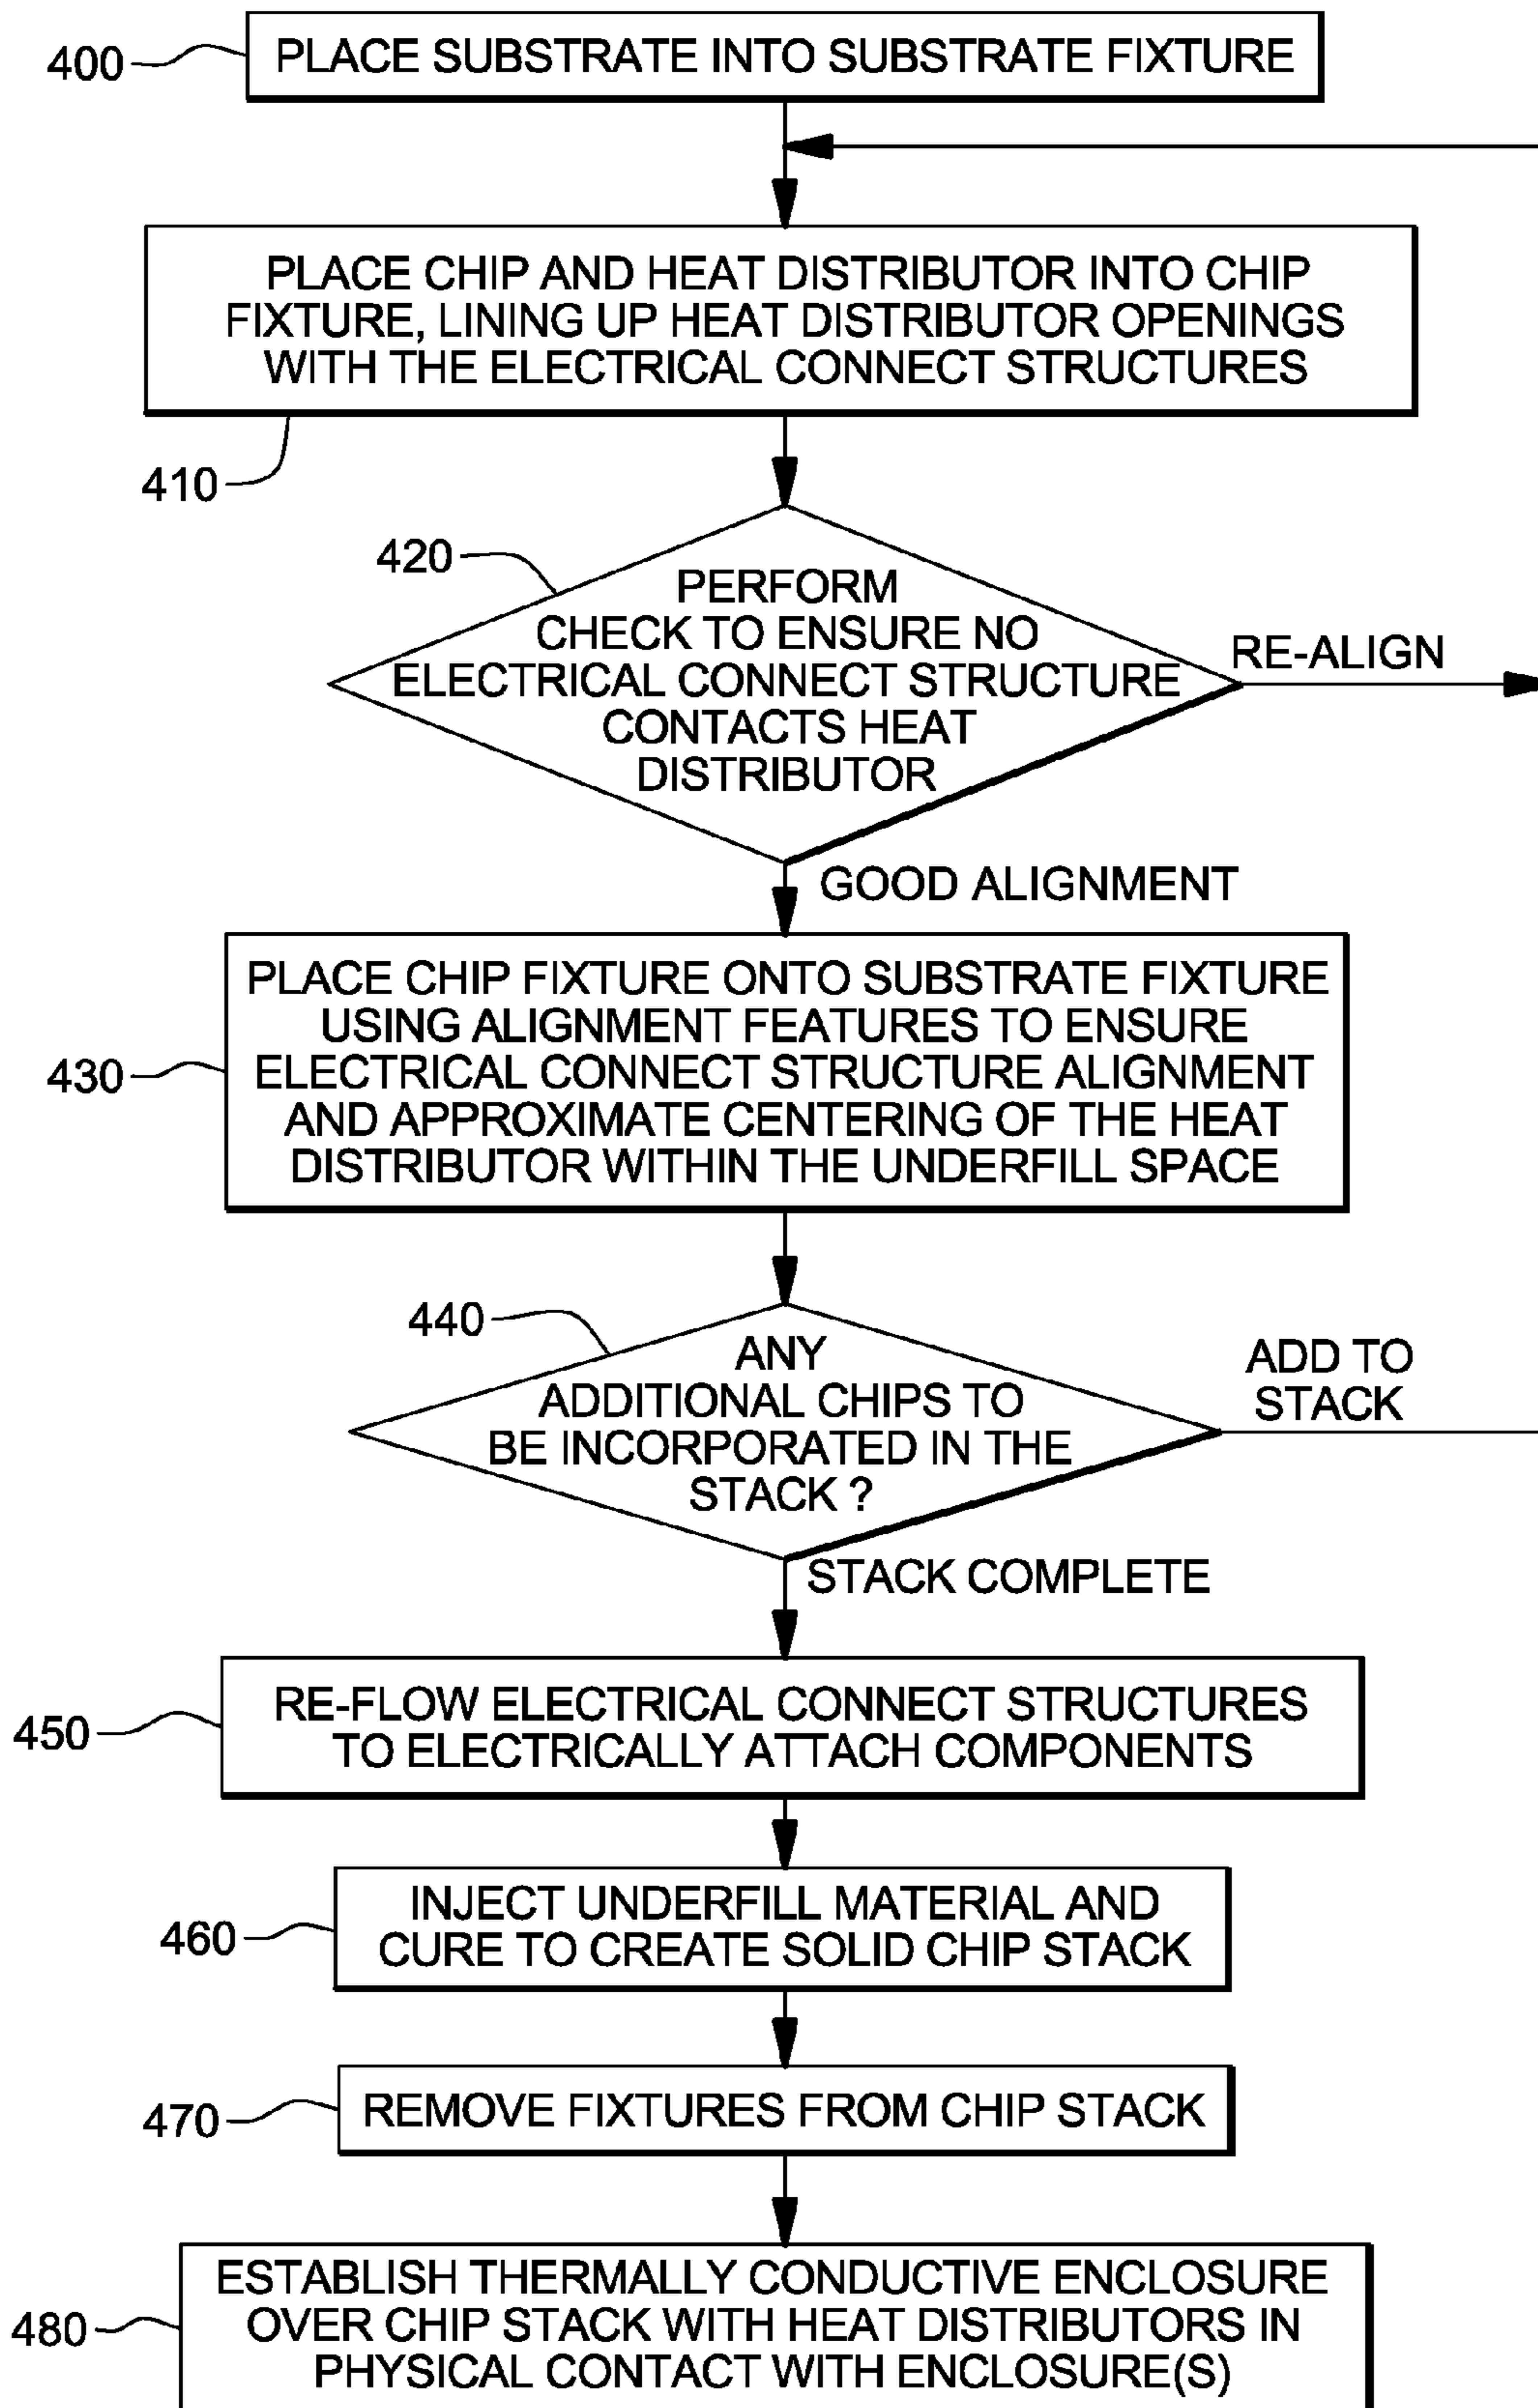 400
PLACE SUBSTRATE INTO SUBSTRATE FIXTURE
PLACE CHIP AND HEAT DISTRIBUTOR INTO CHIP
FIXTURE, LINING UP HEAT DISTRIBUTOR OPENINGS
WITH THE ELECTRICAL CONNECT STRUCTURES
410
420
PERFORM
CHECK TO ENSURE NO
ELECTRICAL CONNECT STRUCTURE
CONTACTS HEAT
DISTRIBUTOR
RE-ALIGN
GOOD ALIGNMENT
430
PLACE CHIP FIXTURE ONTO SUBSTRATE FIXTURE
USING ALIGNMENT FEATURES TO ENSURE
ELECTRICAL CONNECT STRUCTURE ALIGNMENT
AND APPROXIMATE CENTERING OF THE HEAT
DISTRIBUTOR WITHIN THE UNDERFILL SPACE
440
ANY
ADDITIONAL CHIPS TO
BE INCORPORATED IN THE
STACK ?
ADD TO
STACK
STACK COMPLETE
450
RE-FLOW ELECTRICAL CONNECT STRUCTURES
TO ELECTRICALLY ATTACH COMPONENTS
460
INJECT UNDERFILL MATERIAL AND
CURE TO CREATE SOLID CHIP STACK
470
REMOVE FIXTURES FROM CHIP STACK
480
ESTABLISH THERMALLY CONDUCTIVE ENCLOSURE
OVER CHIP STACK WITH HEAT DISTRIBUTORS IN
PHYSICAL CONTACT WITH ENCLOSURE(S)